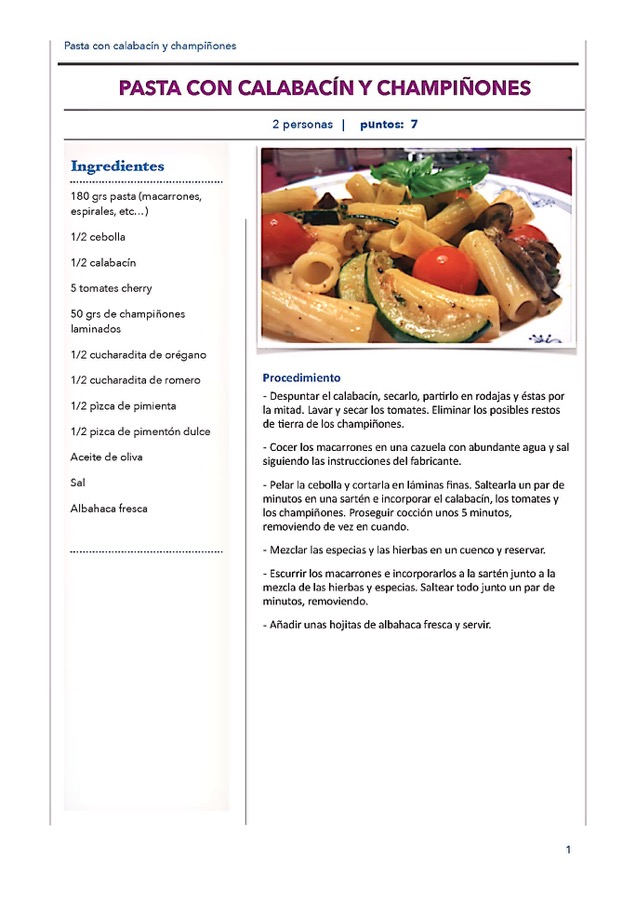 Pasta con calabacín y champiñones
PASTA CON CALABACÍN Y CHAMPIÑONES
2 personas | puntos: 7
Ingredientes
180 grs pasta (macarrones,
espirales, etc...)
1/2 cebolla
1/2 calabacín
5 tomates cherry
50 grs de champiñones
laminados
1/2 cucharadita de orégano
1/2 cucharadita de romero
1/2 pìzca de pimienta
1/2 pizca de pimentón dulce
Aceite de oliva
Sal
Albahaca fresca
Procedimiento
- Despuntar el calabacín, secarlo, partirlo en rodajas y éstas por
la mitad. Lavar y secar los tomates. Eliminar los posibles restos
de tierra de los champiñones.
- Cocer los macarrones en una cazuela con abundante agua y sal
siguiendo las instrucciones del fabricante.
- Pelar la cebolla y cortarla en láminas finas. Saltearla un par de
minutos en una sartén e incorporar el calabacín, los tomates y
los champiñones. Proseguir cocción unos 5 minutos,
removiendo de vez en cuando.
- Mezclar las especias y las hierbas en un cuenco y reservar.
- Escurrir los macarrones e incorporarlos a la sartén junto a la
mezcla de las hierbas y especias. Saltear todo junto un par de
minutos, removiendo.
- Añadir unas hojitas de albahaca fresca y servir.
1